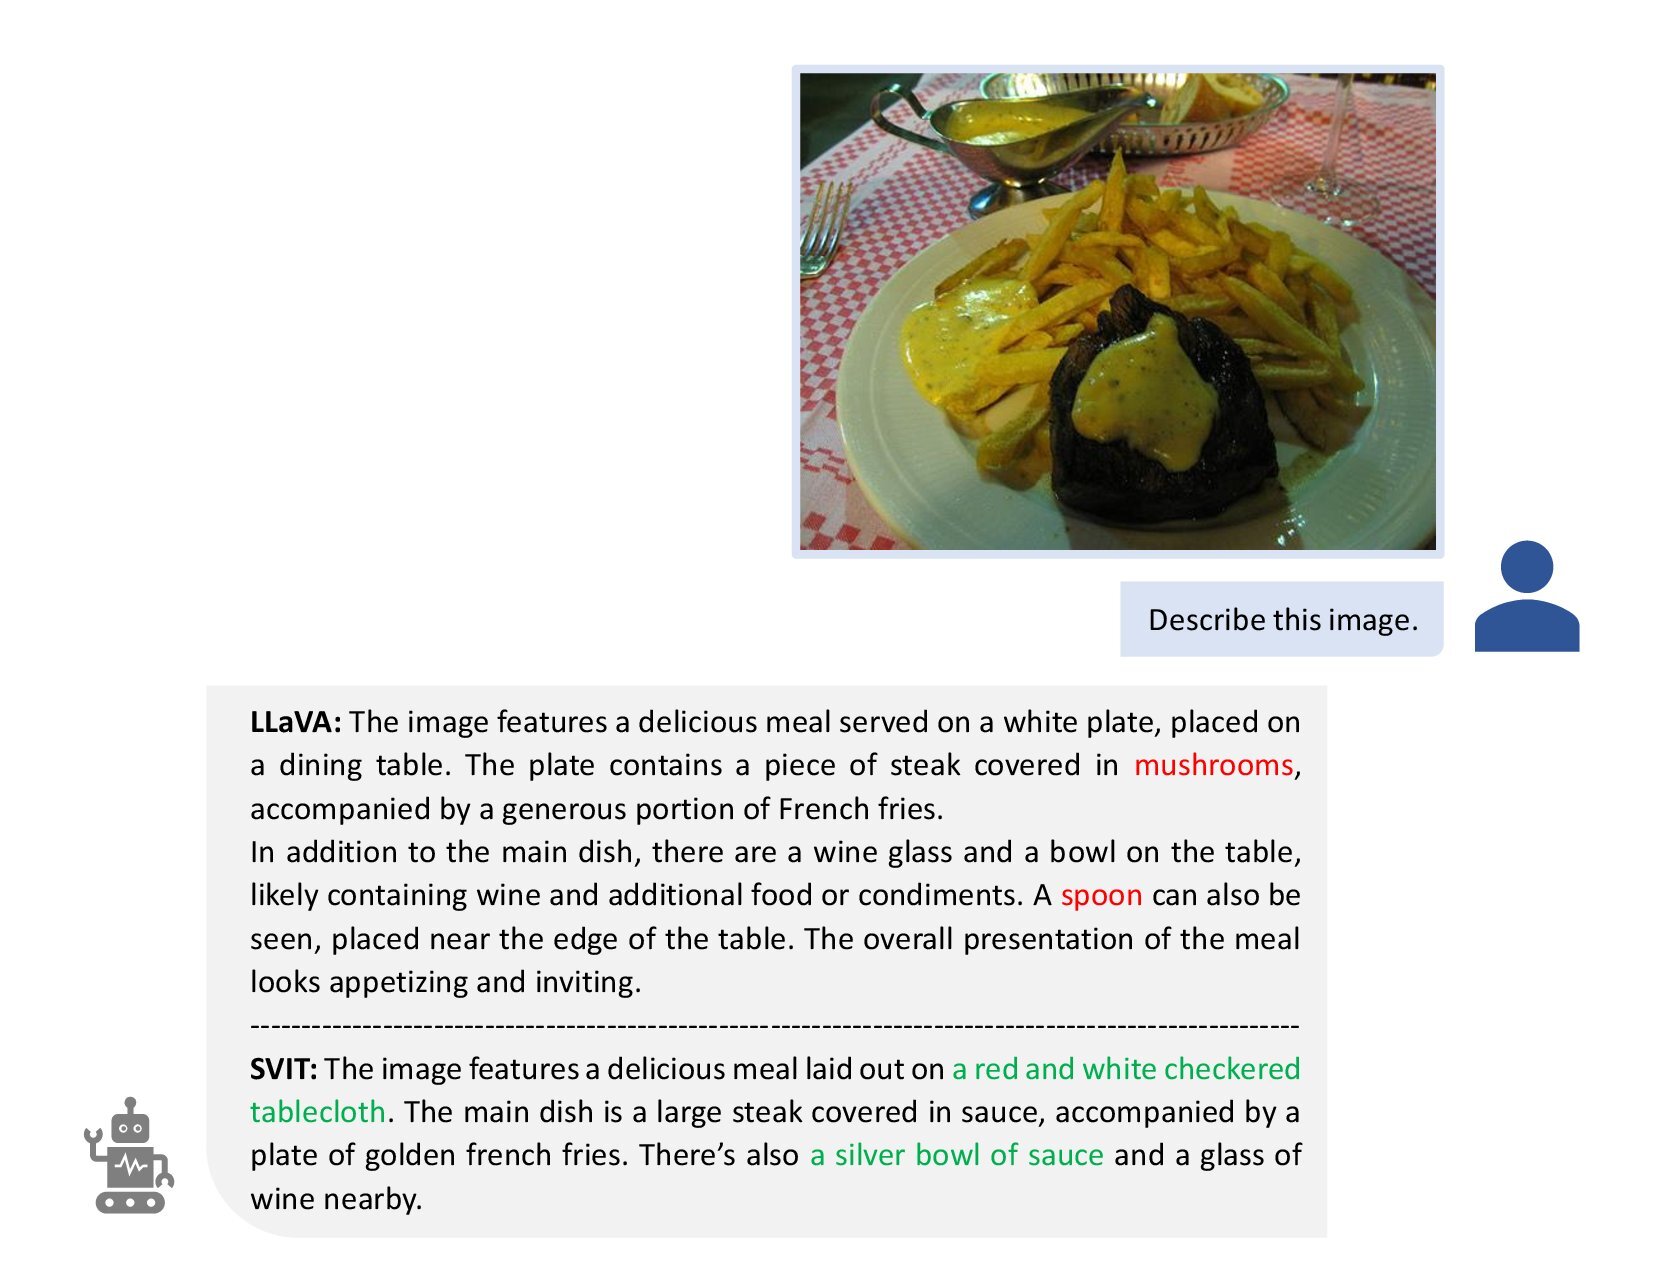 Describe this image.
LLaVA: The image features a delicious meal served on a white plate, placed on
a dining table. The plate contains a piece of steak covered in mushrooms,
accompanied by a generous portion of French fries.
In addition to the main dish, there are a wine glass and a bowl on the table,
likely containing wine and additional food or condiments. A spoon can also be
seen, placed near the edge of the table. The overall presentation of the meal
looks appetizing and inviting.
----------------------------------------------------------------------------------------------------
SVIT: The image features a delicious meal laid out on a red and white checkered
tablecloth. The main dish is a large steak covered in sauce, accompanied by a
plate of golden french fries. There’s also a silver bowl of sauce and a glass of
wine nearby.